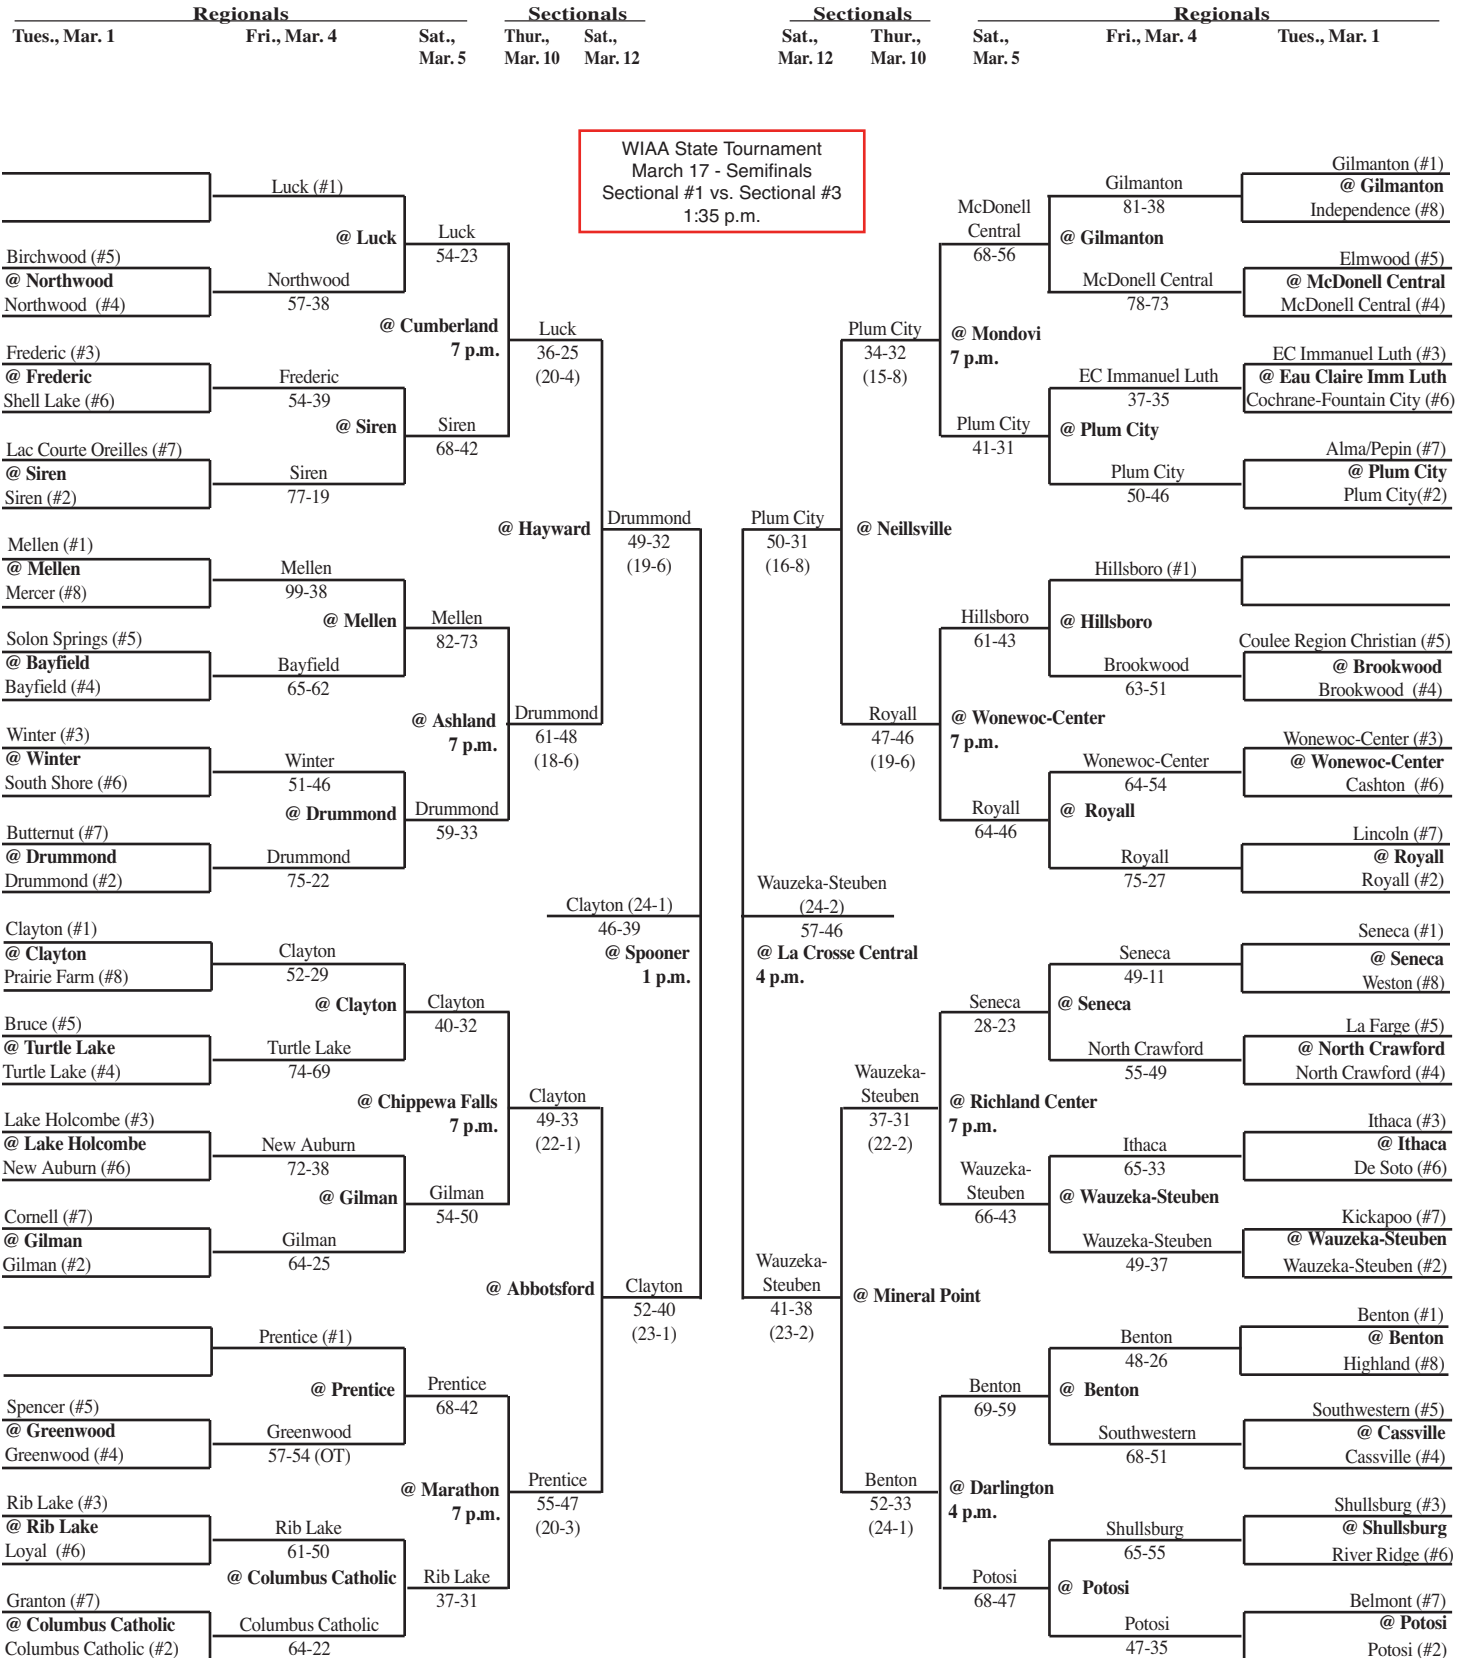 Regionals
Sectionals
Sectionals
Regionals
Tues., Mar. 1
Fri., Mar. 4
Sat.,
Mar. 5
Thur.,
Mar. 10
Sat.,
Mar. 12
Sat.,
Mar. 12
Thur.,
Mar. 10
Sat.,
Mar. 5
Fri., Mar. 4
Tues., Mar. 1
WIAA State Tournament
March 17 - Semifinals
Sectional #1 vs. Sectional #3
1:35 p.m.
Birchwood (#5)
@ Northwood
Northwood (#4)
Frederic (#3)
@ Frederic
Shell Lake (#6)
Lac Courte Oreilles (#7)
@ Siren
Siren (#2)
Mellen (#1)
@ Mellen
Mercer (#8)
Solon Springs (#5)
@ Bayfield
Bayfield (#4)
Winter (#3)
@ Winter
South Shore (#6)
Butternut (#7)
@ Drummond
Drummond (#2)
Clayton (#1)
@ Clayton
Prairie Farm (#8)
Bruce (#5)
@ Turtle Lake
Turtle Lake (#4)
Lake Holcombe (#3)
@ Lake Holcombe
New Auburn (#6)
Cornell (#7)
@ Gilman
Gilman (#2)
Spencer (#5)
@ Greenwood
Greenwood (#4)
Rib Lake (#3)
@ Rib Lake
Loyal (#6)
Granton (#7)
@ Columbus Catholic
Columbus Catholic (#2)
Luck (#1)
@ Luck
Northwood
57-38
Frederic
54-39
@ Siren
Siren
77-19
Mellen
99-38
@ Mellen
Bayfield
65-62
Winter
51-46
@ Drummond
Drummond
75-22
Clayton
52-29
@ Clayton
Turtle Lake
74-69
New Auburn
72-38
@ Gilman
Gilman
64-25
Prentice (#1)
@ Prentice
Greenwood
57-54 (OT)
Rib Lake
61-50
@ Columbus Catholic
Columbus Catholic
64-22
Luck
54-23
@ Cumberland
7 p.m.
Siren
68-42
Mellen
82-73
@ Ashland
7 p.m.
Drummond
59-33
Clayton
40-32
@ Chippewa Falls
7 p.m.
Gilman
54-50
Prentice
68-42
@ Marathon
7 p.m.
Rib Lake
37-31
Luck
36-25
(20-4)
@ Hayward
Drummond
61-48
(18-6)
Clayton
49-33
(22-1)
@ Abbotsford
Prentice
55-47
(20-3)
Drummond
49-32
(19-6)
Clayton (24-1)
46-39
@ Spooner
1 p.m.
Clayton
52-40
(23-1)
Plum City
50-31
(16-8)
Wauzeka-Steuben
(24-2)
57-46
@ La Crosse Central
4 p.m.
Wauzeka-
Steuben
41-38
(23-2)
Plum City
34-32
(15-8)
@ Neillsville
Royall
47-46
(19-6)
Wauzeka-
Steuben
37-31
(22-2)
@ Mineral Point
Benton
52-33
(24-1)
McDonell
Central
68-56
@ Mondovi
7 p.m.
Plum City
41-31
Hillsboro
61-43
@ Wonewoc-Center
7 p.m.
Royall
64-46
Seneca
28-23
@ Richland Center
7 p.m.
Wauzeka-
Steuben
66-43
Benton
69-59
@ Darlington
4 p.m.
Potosi
68-47
Gilmanton
81-38
@ Gilmanton
McDonell Central
78-73
EC Immanuel Luth
37-35
@ Plum City
Plum City
50-46
Hillsboro (#1)
@ Hillsboro
Brookwood
63-51
Wonewoc-Center
64-54
@ Royall
Royall
75-27
Seneca
49-11
@ Seneca
North Crawford
55-49
Ithaca
65-33
@ Wauzeka-Steuben
Wauzeka-Steuben
49-37
Benton
48-26
@ Benton
Southwestern
68-51
Shullsburg
65-55
@ Potosi
Potosi
47-35
Gilmanton (#1)
@ Gilmanton
Independence (#8)
Elmwood (#5)
@ McDonell Central
McDonell Central (#4)
EC Immanuel Luth (#3)
@ Eau Claire Imm Luth
Cochrane-Fountain City (#6)
Alma/Pepin (#7)
@ Plum City
Plum City(#2)
Coulee Region Christian (#5)
@ Brookwood
Brookwood (#4)
Wonewoc-Center (#3)
@ Wonewoc-Center
Cashton (#6)
Lincoln (#7)
@ Royall
Royall (#2)
Seneca (#1)
@ Seneca
Weston (#8)
La Farge (#5)
@ North Crawford
North Crawford (#4)
Ithaca (#3)
@ Ithaca
De Soto (#6)
Kickapoo (#7)
@ Wauzeka-Steuben
Wauzeka-Steuben (#2)
Benton (#1)
@ Benton
Highland (#8)
Southwestern (#5)
@ Cassville
Cassville (#4)
Shullsburg (#3)
@ Shullsburg
River Ridge (#6)
Belmont (#7)
@ Potosi
Potosi (#2)